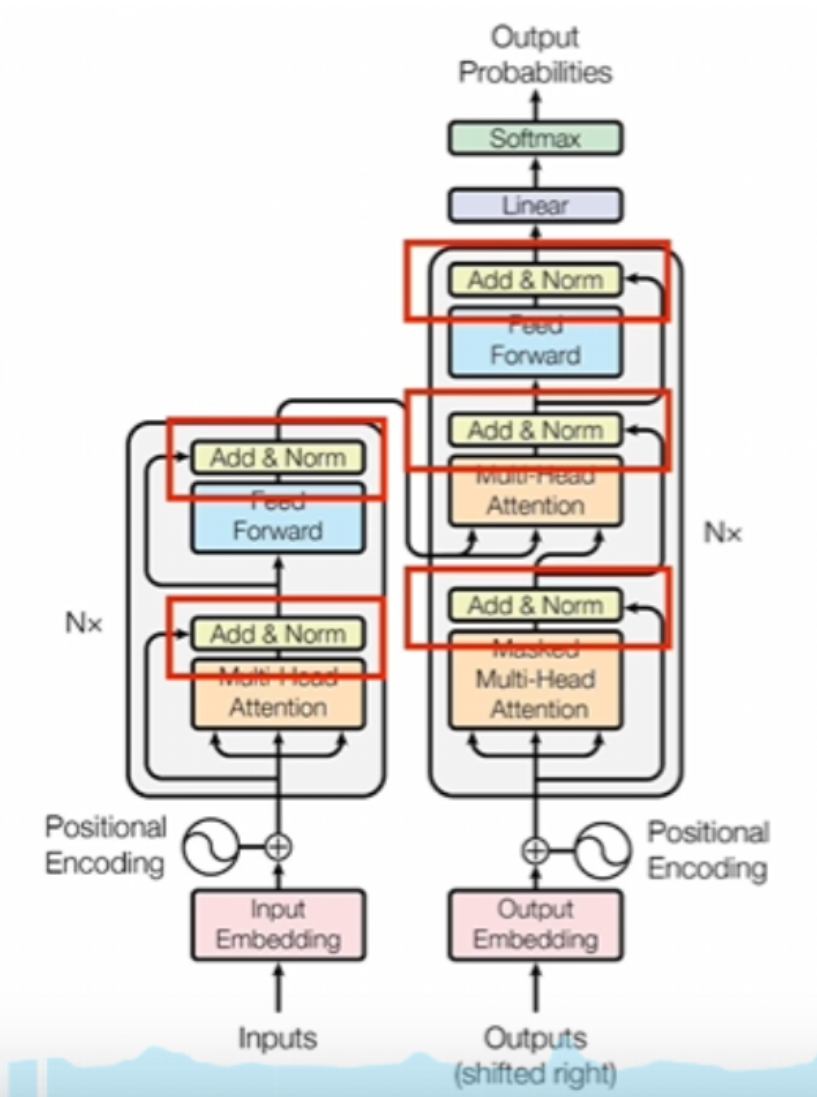 Output
Probabilities
Softmax
Linear
Add & Norm
Feed
Forward
Add & Norm
Multi-Head
Attention
Add & Norm
Masked
Multi-Head
Attention
Nx
Add & Norm
Feed
Forward
Add & Norm
Multi-Head
Attention
Nx
Positional
Encoding
Positional
Encoding
Input
Embedding
Output
Embedding
Inputs
Outputs
(shifted right)